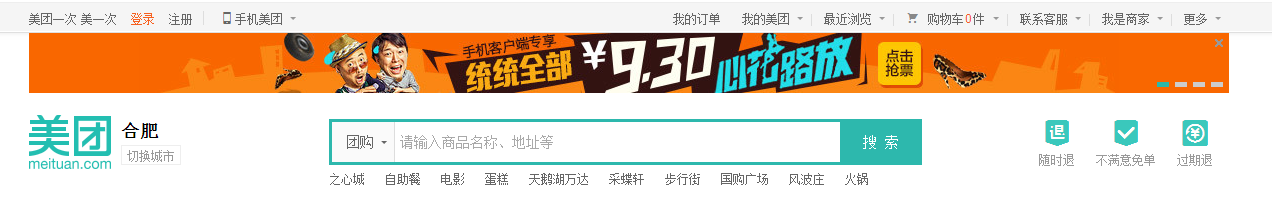 美团一次 美一次 登录 注册 手机美团 我的订单 我的美团 最近浏览 购物车0件 联系客服 我是商家 更多
手机客户端专享
统统全部 ¥9.30 心花路放
点击
抢票
美团
meituan.com
合肥
切换城市
团购 请输入商品名称、地址等 搜 索
之心城 自助餐 电影 蛋糕 天鹅湖万达 采蝶轩 步行街 国购广场 风波庄 火锅
退
随时退 不满意免单 过期退